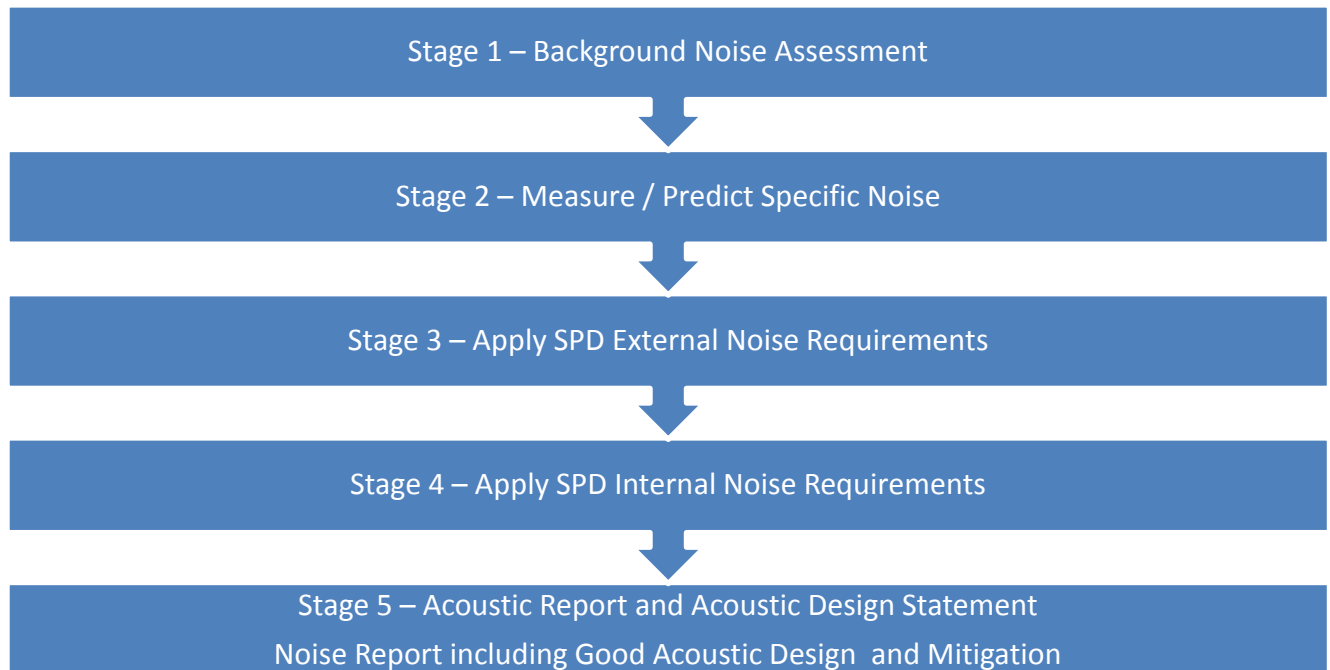 Stage 1 – Background Noise Assessment
Stage 2 – Measure / Predict Specific Noise
Stage 3 – Apply SPD External Noise Requirements
Stage 4 – Apply SPD Internal Noise Requirements
Stage 5 – Acoustic Report and Acoustic Design Statement
Noise Report including Good Acoustic Design and Mitigation